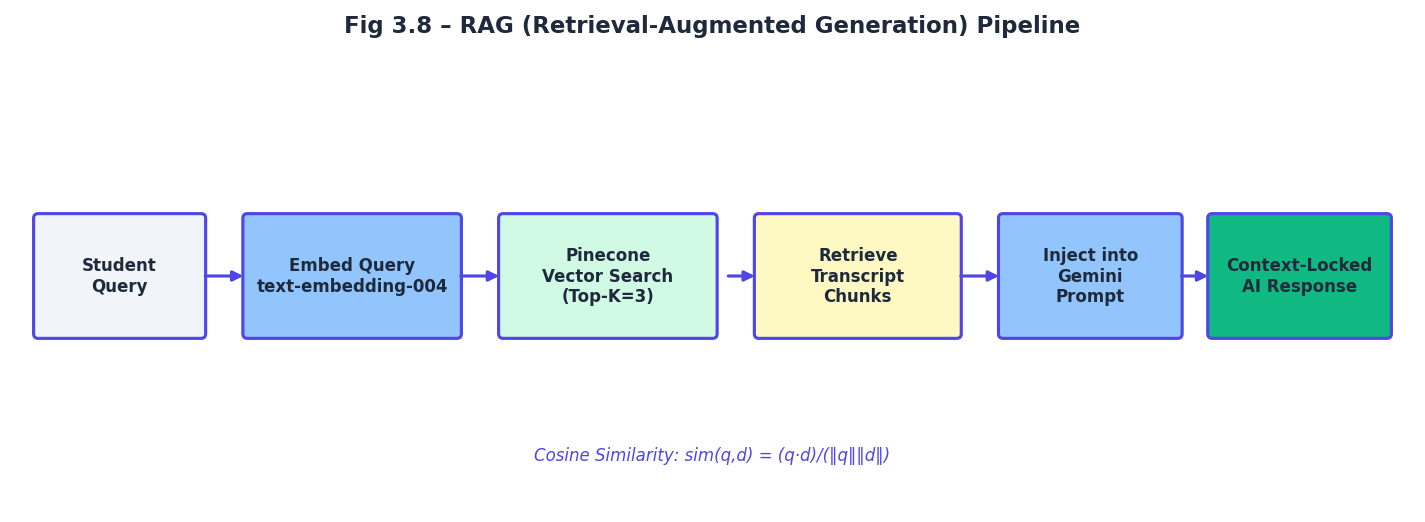 Fig 3.8 – RAG (Retrieval-Augmented Generation) Pipeline
Student
Query
Embed Query
text-embedding-004
Pinecone
Vector Search
(Top-K=3)
Retrieve
Transcript
Chunks
Inject into
Gemini
Prompt
Context-Locked
AI Response
Cosine Similarity: sim(q,d) = (q·d)/(‖q‖‖d‖)